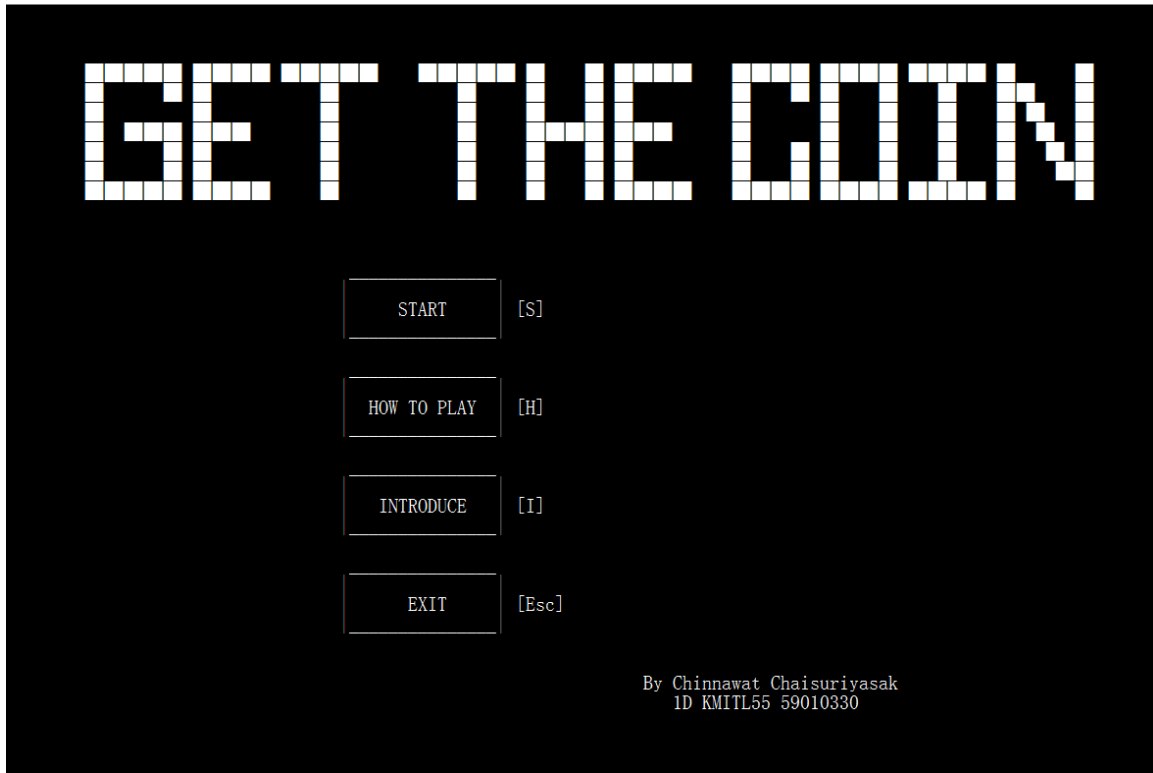 GET THE COIN
START [S]
HOW TO PLAY [H]
INTRODUCE [I]
EXIT [Esc]
By Chinnawat Chaisuriyasak
1D KMITL55 59010330